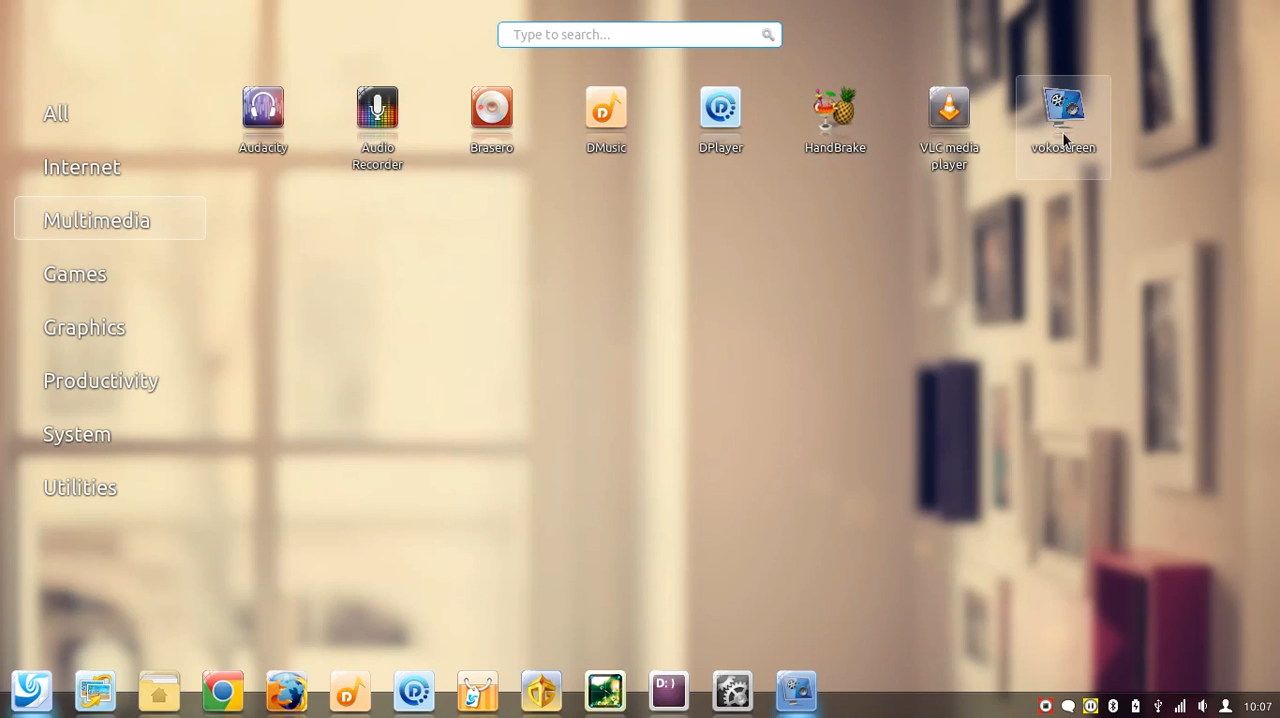 Type to search...
All
Internet
Multimedia
Games
Graphics
Productivity
System
Utilities
Audacity
Audio
Recorder
Brasero
DMusic
DPlayer
HandBrake
VLC media
player
vokoscreen
D: )
10:07